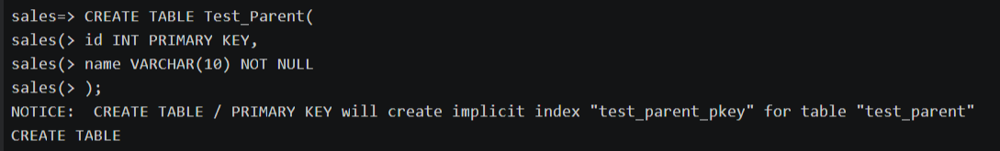 sales=> CREATE TABLE Test_Parent(
sales(> id INT PRIMARY KEY,
sales(> name VARCHAR(10) NOT NULL
sales(> );
NOTICE:  CREATE TABLE / PRIMARY KEY will create implicit index "test_parent_pkey" for table "test_parent"
CREATE TABLE